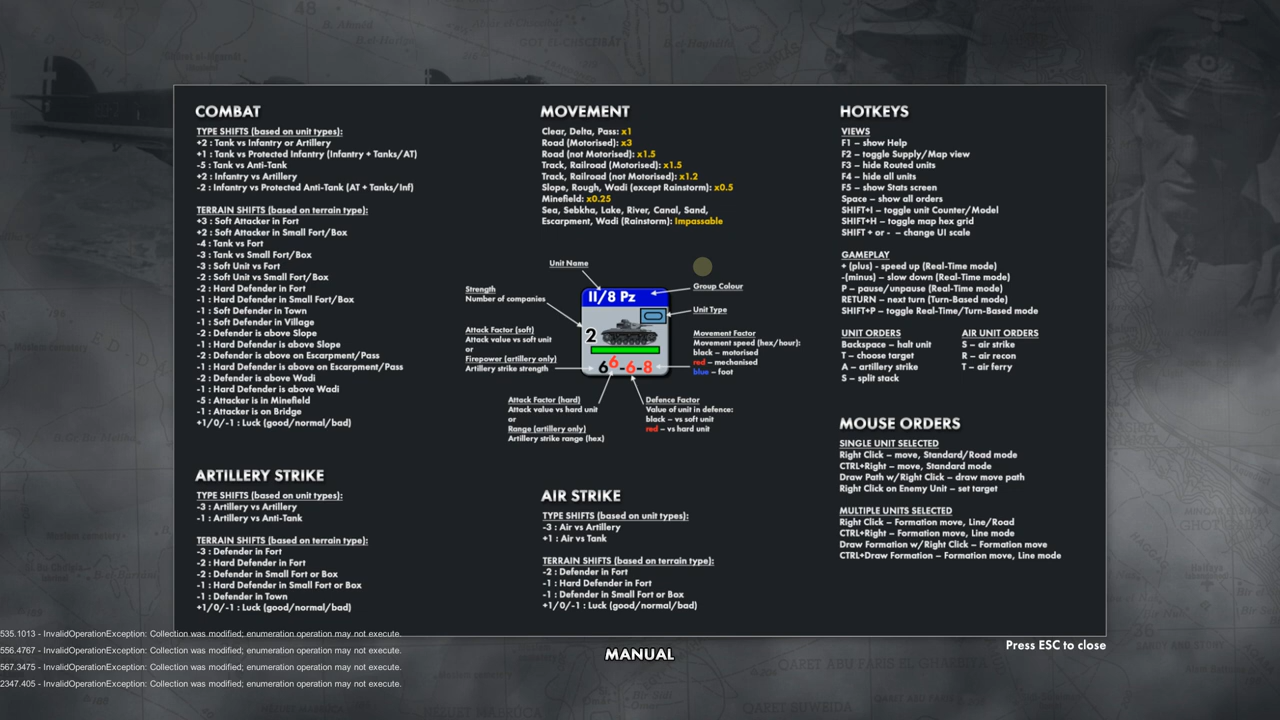 COMBAT
TYPE SHIFTS (based on unit types):
+2 : Tank vs Infantry or Artillery
+1 : Tank vs Protected Infantry (Infantry + Tanks/AT)
-5 : Tank vs Anti-Tank
+2 : Infantry vs Artillery
-2 : Infantry vs Protected Anti-Tank (AT + Tanks/Inf)
TERRAIN SHIFTS (based on terrain type):
+3 : Soft Attacker in Fort
+2 : Soft Attacker in Small Fort/Box
-4 : Tank vs Fort
-3 : Tank vs Small Fort/Box
-3 : Soft Unit vs Fort
-2 : Soft Unit vs Small Fort/Box
-2 : Hard Defender in Fort
-1 : Hard Defender in Small Fort/Box
-1 : Soft Defender in Town
-1 : Soft Defender in Village
-2 : Defender is above Slope
-1 : Hard Defender is above Slope
-2 : Defender is above on Escarpment/Pass
-1 : Hard Defender is above on Escarpment/Pass
-2 : Defender is above Wadi
-1 : Hard Defender is above Wadi
-5 : Attacker is in Minefield
-1 : Attacker is on Bridge
+1/0/-1 : Luck (good/normal/bad)
ARTILLERY STRIKE
TYPE SHIFTS (based on unit types):
-3 : Artillery vs Artillery
-1 : Artillery vs Anti-Tank
TERRAIN SHIFTS (based on terrain type):
-3 : Defender in Fort
-2 : Hard Defender in Fort
-2 : Defender in Small Fort or Box
-1 : Hard Defender in Small Fort or Box
-1 : Defender in Town
+1/0/-1 : Luck (good/normal/bad)
MOVEMENT
Clear, Delta, Pass: x1
Road (Motorised): x3
Road (not Motorised): x1.5
Track, Railroad (Motorised): x1.5
Track, Railroad (not Motorised): x1.2
Slope, Rough, Wadi (except Rainstorm): x0.5
Minefield: x0.25
Sea, Sebkha, Lake, River, Canal, Sand,
Escarpment, Wadi (Rainstorm): Impassable
Unit Name
Strength
Number of companies
Attack Factor (soft)
Attack value vs soft unit
or
Firepower (artillery only)
Artillery strike strength
II/8 Pz
2
6 6-6-8
Group Colour
Unit Type
Movement Factor
Movement speed (hex/hour):
black – motorised
red – mechanised
blue – foot
Attack Factor (hard)
Attack value vs hard unit
or
Range (artillery only)
Artillery strike range (hex)
Defence Factor
Value of unit in defence:
black – vs soft unit
red – vs hard unit
AIR STRIKE
TYPE SHIFTS (based on unit types):
-3 : Air vs Artillery
+1 : Air vs Tank
TERRAIN SHIFTS (based on terrain type):
-2 : Defender in Fort
-1 : Hard Defender in Fort
-1 : Defender in Small Fort or Box
+1/0/-1 : Luck (good/normal/bad)
HOTKEYS
VIEWS
F1 – show Help
F2 – toggle Supply/Map view
F3 – hide Routed units
F4 – hide all units
F5 – show Stats screen
Space – show all orders
SHIFT+I – toggle unit Counter/Model
SHIFT+H – toggle map hex grid
SHIFT + or - – change UI scale
GAMEPLAY
+ (plus) - speed up (Real-Time mode)
-(minus) – slow down (Real-Time mode)
P – pause/unpause (Real-Time mode)
RETURN – next turn (Turn-Based mode)
SHIFT+P – toggle Real-Time/Turn-Based mode
UNIT ORDERS
Backspace – halt unit
T – choose target
A – artillery strike
S – split stack
AIR UNIT ORDERS
S – air strike
R – air recon
T – air ferry
MOUSE ORDERS
SINGLE UNIT SELECTED
Right Click – move, Standard/Road mode
CTRL+Right – move, Standard mode
Draw Path w/Right Click – draw move path
Right Click on Enemy Unit – set target
MULTIPLE UNITS SELECTED
Right Click – Formation move, Line/Road
CTRL+Right – Formation move, Line mode
Draw Formation w/Right Click – Formation move
CTRL+Draw Formation – Formation move, Line mode
535.1013 - InvalidOperationException: Collection was modified; enumeration operation may not execute.
556.4767 - InvalidOperationException: Collection was modified; enumeration operation may not execute.
567.3475 - InvalidOperationException: Collection was modified; enumeration operation may not execute.
2347.405 - InvalidOperationException: Collection was modified; enumeration operation may not execute.
MANUAL
Press ESC to close